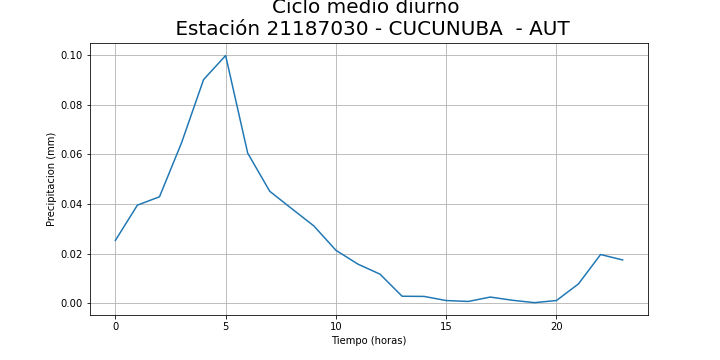 Ciclo medio diurno
Estación 21187030 - CUCUNUBA - AUT
0.10
0.08
0.06
0.04
0.02
0.00
Precipitacion (mm)
0 5 10 15 20
Tiempo (horas)